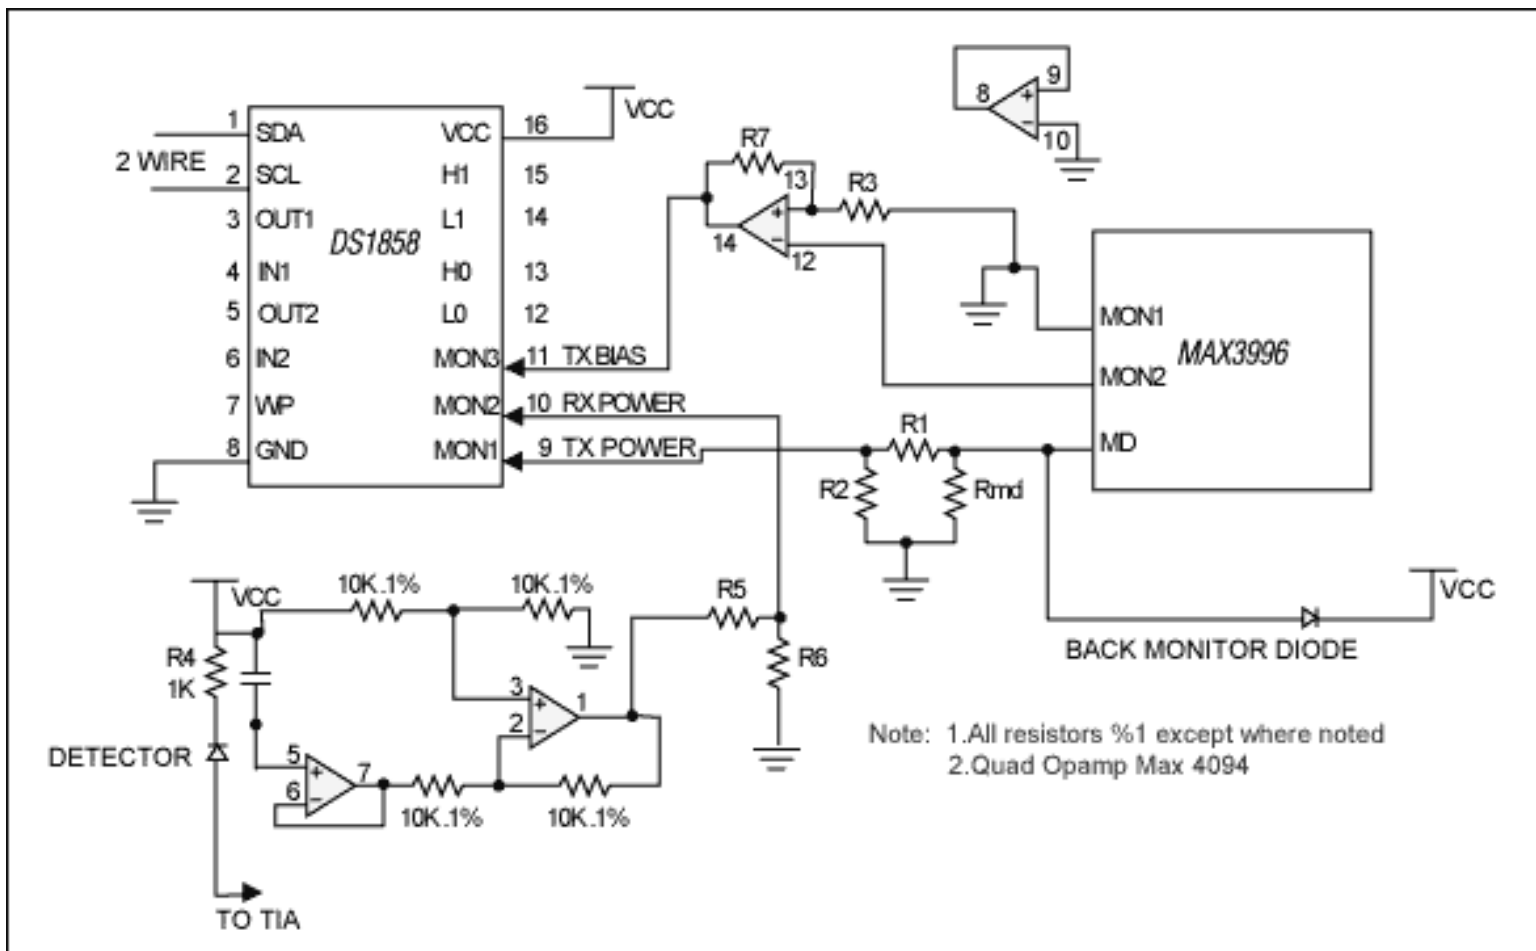 VCC
1 SDA
2 WIRE
2 SCL
3 OUT1
4 IN1
5 OUT2
6 IN2
7 WP
8 GND
DS1858
VCC 16
H1 15
L1 14
H0 13
L0 12
MON3 11 TX BIAS
MON2 10 RX POWER
MON1 9 TX POWER
R7
13
R3
+
−
14
12
8
9
+
−
10
MON1
MON2
MD
MAX3996
R1
R2
Rmd
VCC
BACK MONITOR DIODE
VCC
10K .1%
10K .1%
R5
R6
R4
1K
3
+
2
−
1
DETECTOR
5
+
6
−
7
10K .1%
10K .1%
TO TIA
Note: 1.All resistors %1 except where noted
2.Quad Opamp Max 4094